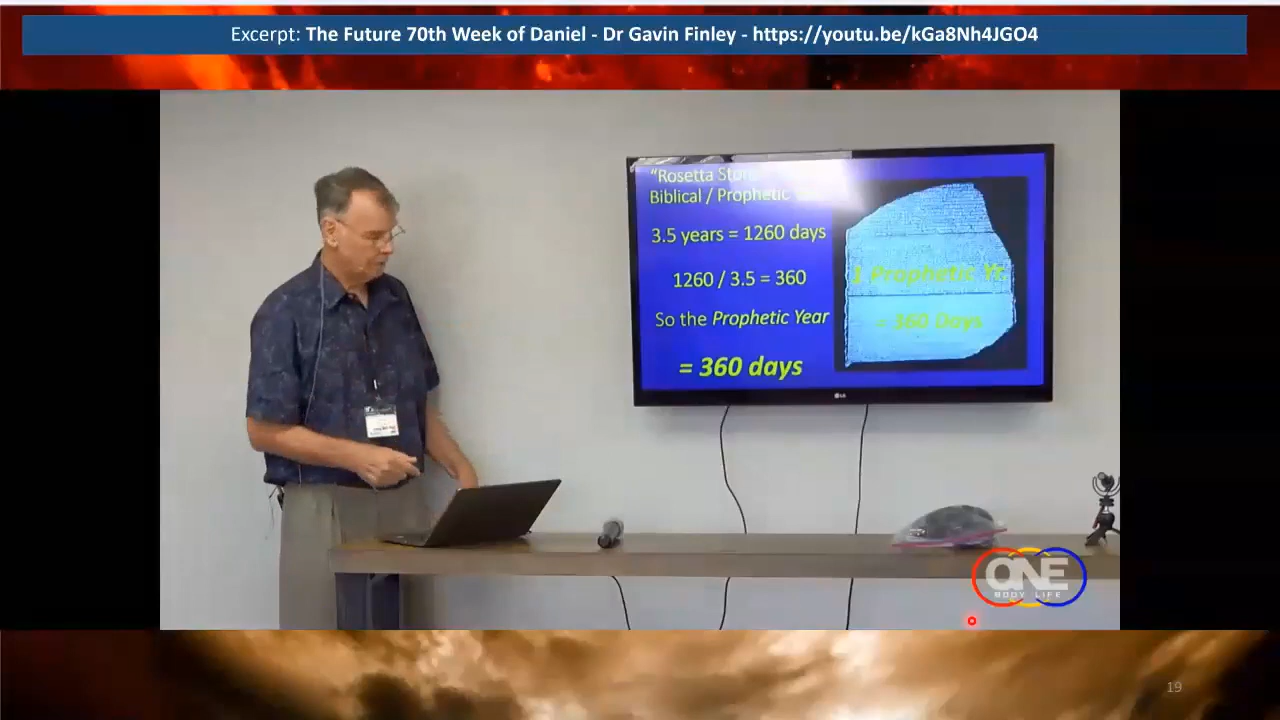 Excerpt: The Future 70th Week of Daniel - Dr Gavin Finley - https://youtu.be/kGa8Nh4JGO4
"Rosetta
Biblical / Prophetic
3.5 years = 1260 days
1260 / 3.5 = 360
So the Prophetic Year
= 360 days
1 Prophetic Yr.
= 360 Days
LG
ONE
BODY LIFE
19